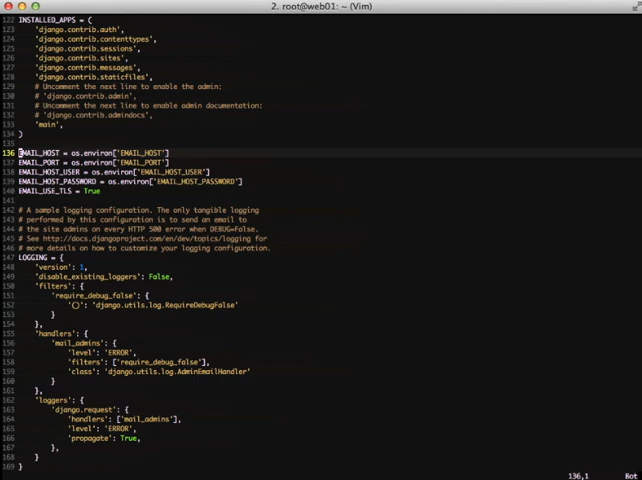 2. root@web01: ~ (Vim)
122 INSTALLED_APPS = (
123 'django.contrib.auth',
124 'django.contrib.contenttypes',
125 'django.contrib.sessions',
126 'django.contrib.sites',
127 'django.contrib.messages',
128 'django.contrib.staticfiles',
129 # Uncomment the next line to enable the admin:
130 # 'django.contrib.admin',
131 # Uncomment the next line to enable admin documentation:
132 # 'django.contrib.admindocs',
133 'main',
134 )
135
136 EMAIL_HOST = os.environ['EMAIL_HOST']
137 EMAIL_PORT = os.environ['EMAIL_PORT']
138 EMAIL_HOST_USER = os.environ['EMAIL_HOST_USER']
139 EMAIL_HOST_PASSWORD = os.environ['EMAIL_HOST_PASSWORD']
140 EMAIL_USE_TLS = True
141
142 # A sample logging configuration. The only tangible logging
143 # performed by this configuration is to send an email to
144 # the site admins on every HTTP 500 error when DEBUG=False.
145 # See http://docs.djangoproject.com/en/dev/topics/logging for
146 # more details on how to customize your logging configuration.
147 LOGGING = {
148 'version': 1,
149 'disable_existing_loggers': False,
150 'filters': {
151 'require_debug_false': {
152 '()': 'django.utils.log.RequireDebugFalse'
153 }
154 },
155 'handlers': {
156 'mail_admins': {
157 'level': 'ERROR',
158 'filters': ['require_debug_false'],
159 'class': 'django.utils.log.AdminEmailHandler'
160 }
161 },
162 'loggers': {
163 'django.request': {
164 'handlers': ['mail_admins'],
165 'level': 'ERROR',
166 'propagate': True,
167 },
168 }
169 }
136,1 Bot